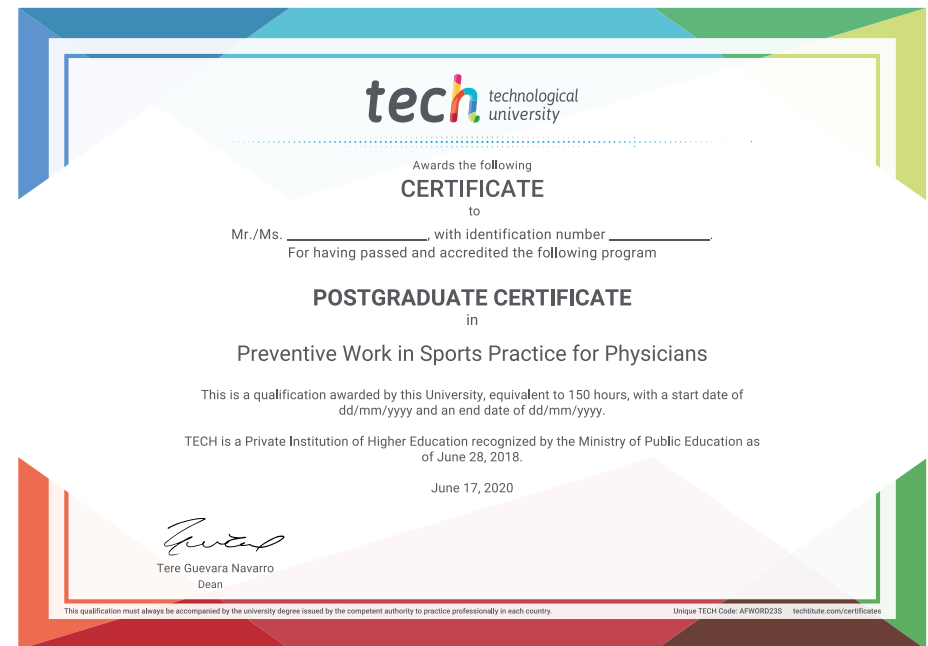 tech technological
university
Awards the following
CERTIFICATE
to
Mr./Ms. ____________________, with identification number ______________.
For having passed and accredited the following program
POSTGRADUATE CERTIFICATE
in
Preventive Work in Sports Practice for Physicians
This is a qualification awarded by this University, equivalent to 150 hours, with a start date of
dd/mm/yyyy and an end date of dd/mm/yyyy.
TECH is a Private Institution of Higher Education recognized by the Ministry of Public Education as
of June 28, 2018.
June 17, 2020
Tere Guevara Navarro
Dean
This qualification must always be accompanied by the university degree issued by the competent authority to practice professionally in each country.
Unique TECH Code: AFWORD23S techtitute.com/certificates